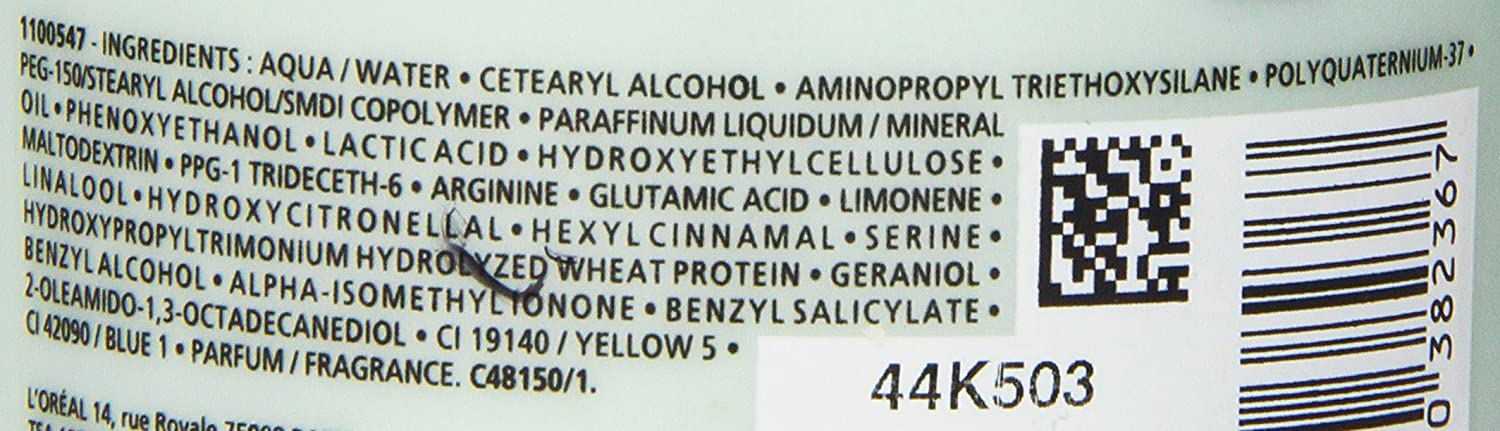 1100547 - INGREDIENTS : AQUA / WATER • CETEARYL ALCOHOL • AMINOPROPYL TRIETHOXYSILANE • POLYQUATERNIUM-37 •
PEG-150/STEARYL ALCOHOL/SMDI COPOLYMER • PARAFFINUM LIQUIDUM / MINERAL
OIL • PHENOXYETHANOL • LACTIC ACID • HYDROXYETHYLCELLULOSE •
MALTODEXTRIN • PPG-1 TRIDECETH-6 • ARGININE • GLUTAMIC ACID • LIMONENE •
LINALOOL • HYDROXYCITRONELLAL • HEXYL CINNAMAL • SERINE •
HYDROXYPROPYLTRIMONIUM HYDROLYZED WHEAT PROTEIN • GERANIOL •
BENZYL ALCOHOL • ALPHA-ISOMETHYL IONONE • BENZYL SALICYLATE •
2-OLEAMIDO-1,3-OCTADECANEDIOL • CI 19140 / YELLOW 5 •
CI 42090 / BLUE 1 • PARFUM / FRAGRANCE. C48150/1.
L'ORÉAL 14, rue Royale
44K503
0 382367